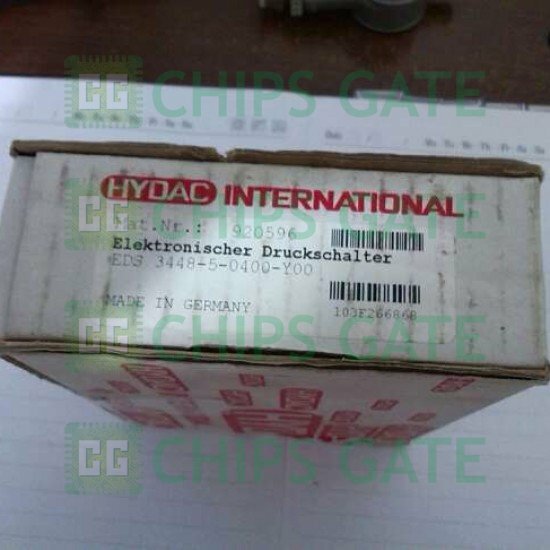 CHIPS GATE
HYDAC INTERNATIONAL
Mat.Nr.: 920596
Elektronischer Druckschalter
EDS 3448-5-0400-Y00
MADE IN GERMANY
103F266868
CHIPS GATE
CHIPS GATE
CHIPS GATE